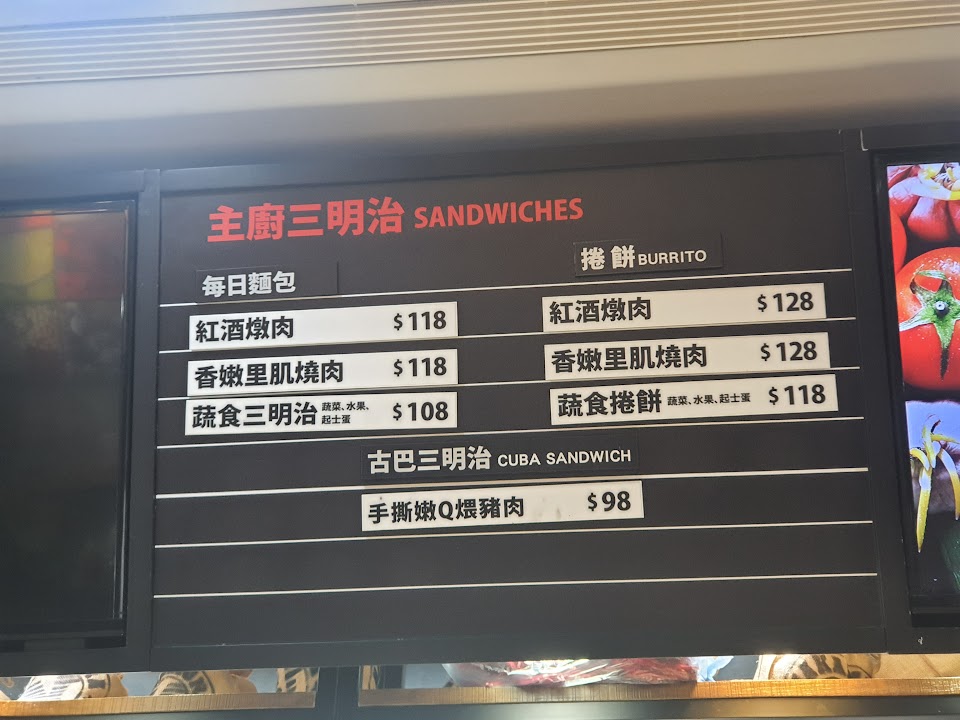 主廚三明治 SANDWICHES
每日麵包
紅酒燉肉 $118
香嫩里肌燒肉 $118
蔬食三明治 蔬菜、水果、起士蛋 $108
捲餅 BURRITO
紅酒燉肉 $128
香嫩里肌燒肉 $128
蔬食捲餅 蔬菜、水果、起士蛋 $118
古巴三明治 CUBA SANDWICH
手撕嫩Q煨豬肉 $98